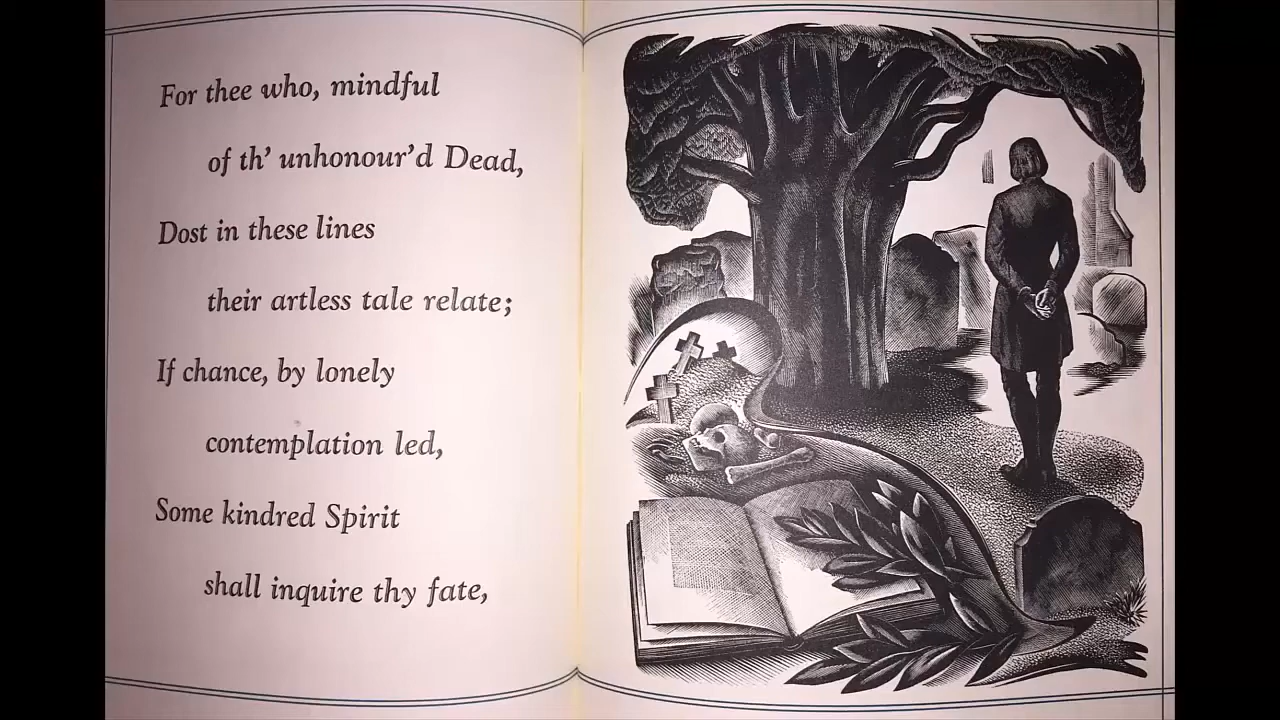 For thee who, mindful
of th' unhonour'd Dead,
Dost in these lines
their artless tale relate;
If chance, by lonely
contemplation led,
Some kindred Spirit
shall inquire thy fate,